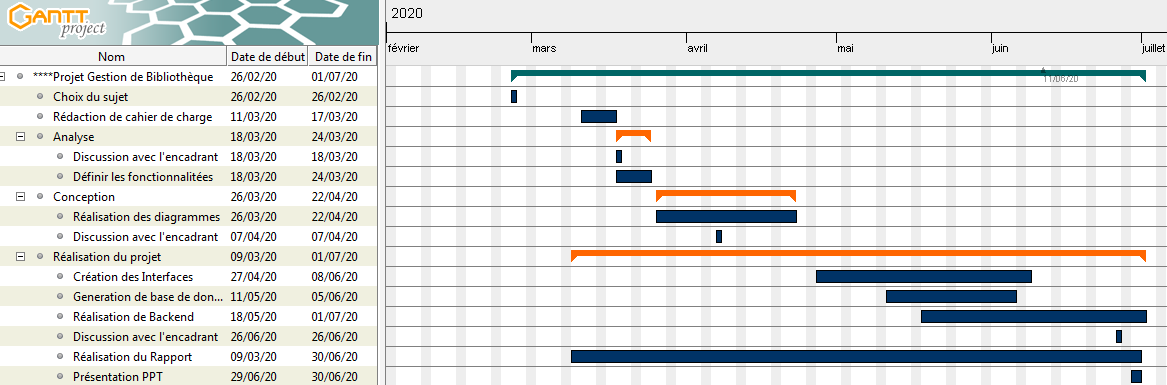 GANTT
project
2020
février mars avril mai juin juillet
Nom Date de début Date de fin
****Projet Gestion de Bibliothèque 26/02/20 01/07/20
11/06/20
Choix du sujet 26/02/20 26/02/20
Rédaction de cahier de charge 11/03/20 17/03/20
Analyse 18/03/20 24/03/20
Discussion avec l'encadrant 18/03/20 18/03/20
Définir les fonctionnalitées 18/03/20 24/03/20
Conception 26/03/20 22/04/20
Réalisation des diagrammes 26/03/20 22/04/20
Discussion avec l'encadrant 07/04/20 07/04/20
Réalisation du projet 09/03/20 01/07/20
Création des Interfaces 27/04/20 08/06/20
Generation de base de don... 11/05/20 05/06/20
Réalisation de Backend 18/05/20 01/07/20
Discussion avec l'encadrant 26/06/20 26/06/20
Réalisation du Rapport 09/03/20 30/06/20
Présentation PPT 29/06/20 30/06/20